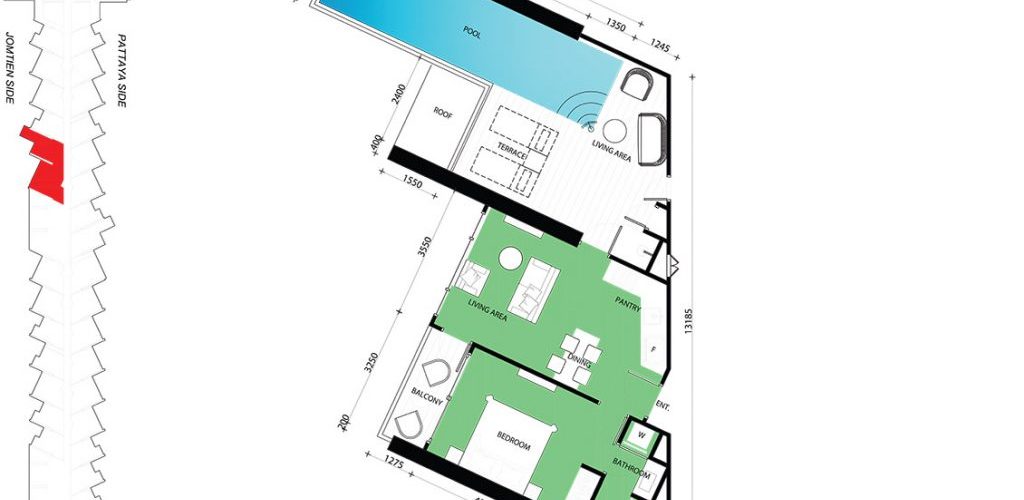 JOMTIEN SIDE
PATTAYA SIDE
POOL
1350
1245
2400
ROOF
400
TERRACE
LIVING AREA
1550
3550
LIVING AREA
PANTRY
13185
F
DINING
3250
BALCONY
ENT.
200
W
BEDROOM
BATHROOM
1275